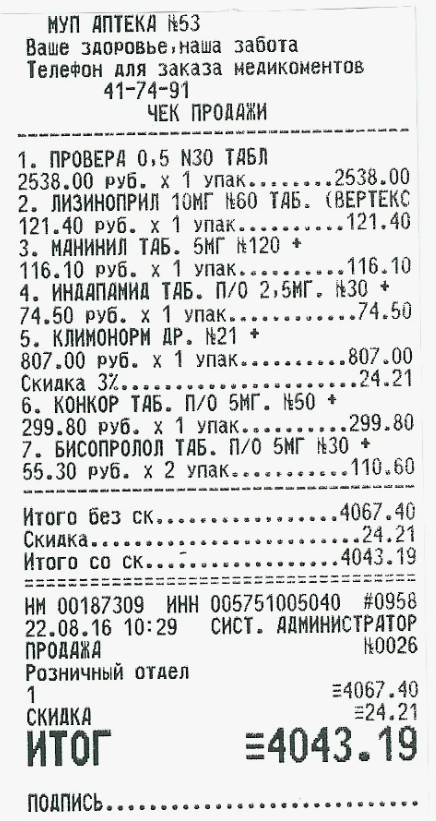 МУП АПТЕКА №53
Ваше здоровье,наша забота
Телефон для заказа медикоментов
41-74-91
ЧЕК ПРОДАЖИ
1. ПРОВЕРА 0,5 N30 ТАБЛ
2538.00 руб. x 1 упак........2538.00
2. ЛИЗИНОПРИЛ 10МГ №60 ТАБ. (ВЕРТЕКС
121.40 руб. x 1 упак..........121.40
3. МАНИНИЛ ТАБ. 5МГ №120 +
116.10 руб. x 1 упак..........116.10
4. ИНДАПАМИД ТАБ. П/О 2,5МГ. №30 +
74.50 руб. x 1 упак............74.50
5. КЛИМОНОРМ ДР. №21 +
807.00 руб. x 1 упак..........807.00
Скидка 3%......................24.21
6. КОНКОР ТАБ. П/О 5МГ. №50 +
299.80 руб. x 1 упак..........299.80
7. БИСОПРОЛОЛ ТАБ. П/О 5МГ №30 +
55.30 руб. x 2 упак...........110.60
Итого без ск.................4067.40
Скидка.........................24.21
Итого со ск..................4043.19
НМ 00187309 ИНН 005751005040 #0958
22.08.16 10:29 СИСТ. АДМИНИСТРАТОР
ПРОДАЖА №0026
Розничный отдел
1 ≡4067.40
СКИДКА ≡24.21
ИТОГ ≡4043.19
ПОДПИСЬ.............................